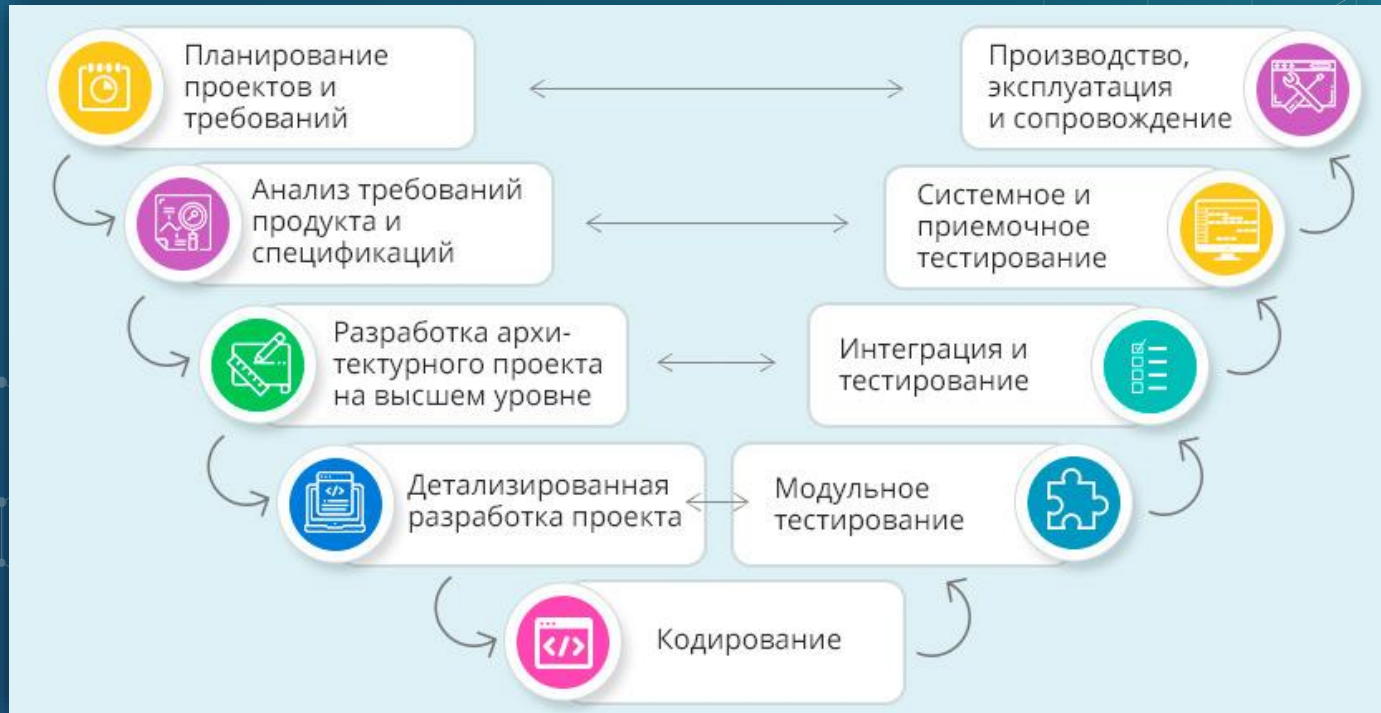 Планирование
проектов и
требований
Производство,
эксплуатация
и сопровождение
Анализ требований
продукта и
спецификаций
Системное и
приемочное
тестирование
Разработка архи-
тектурного проекта
на высшем уровне
Интеграция и
тестирование
Детализированная
разработка проекта
Модульное
тестирование
Кодирование